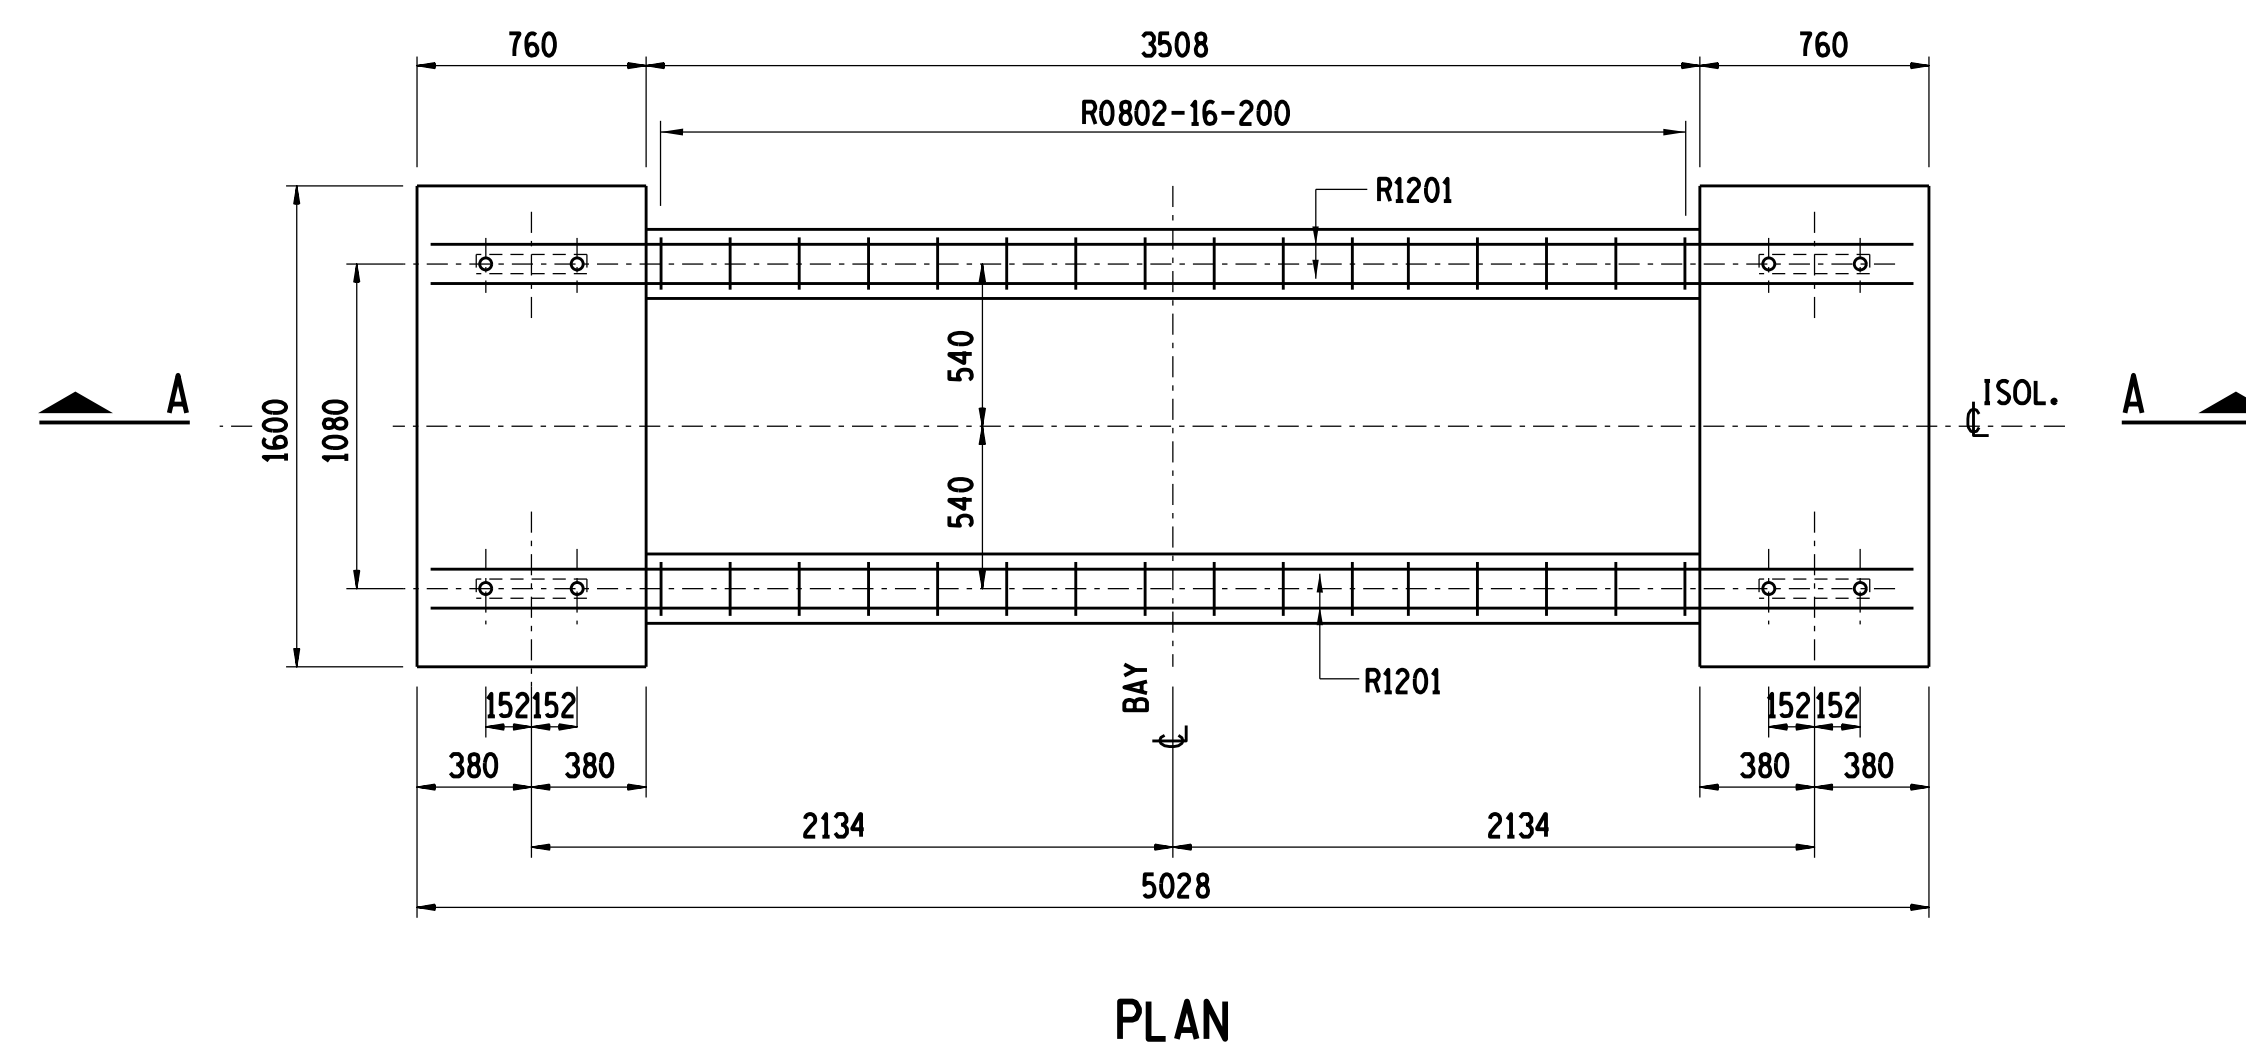 760 3508 760
R0802-16-200
R1201
540
A 1600 1080 ISOL. A
℄
540
BAY
R1201
152 152 152 152
℄
380 380 380 380
2134 2134
5028
PLAN